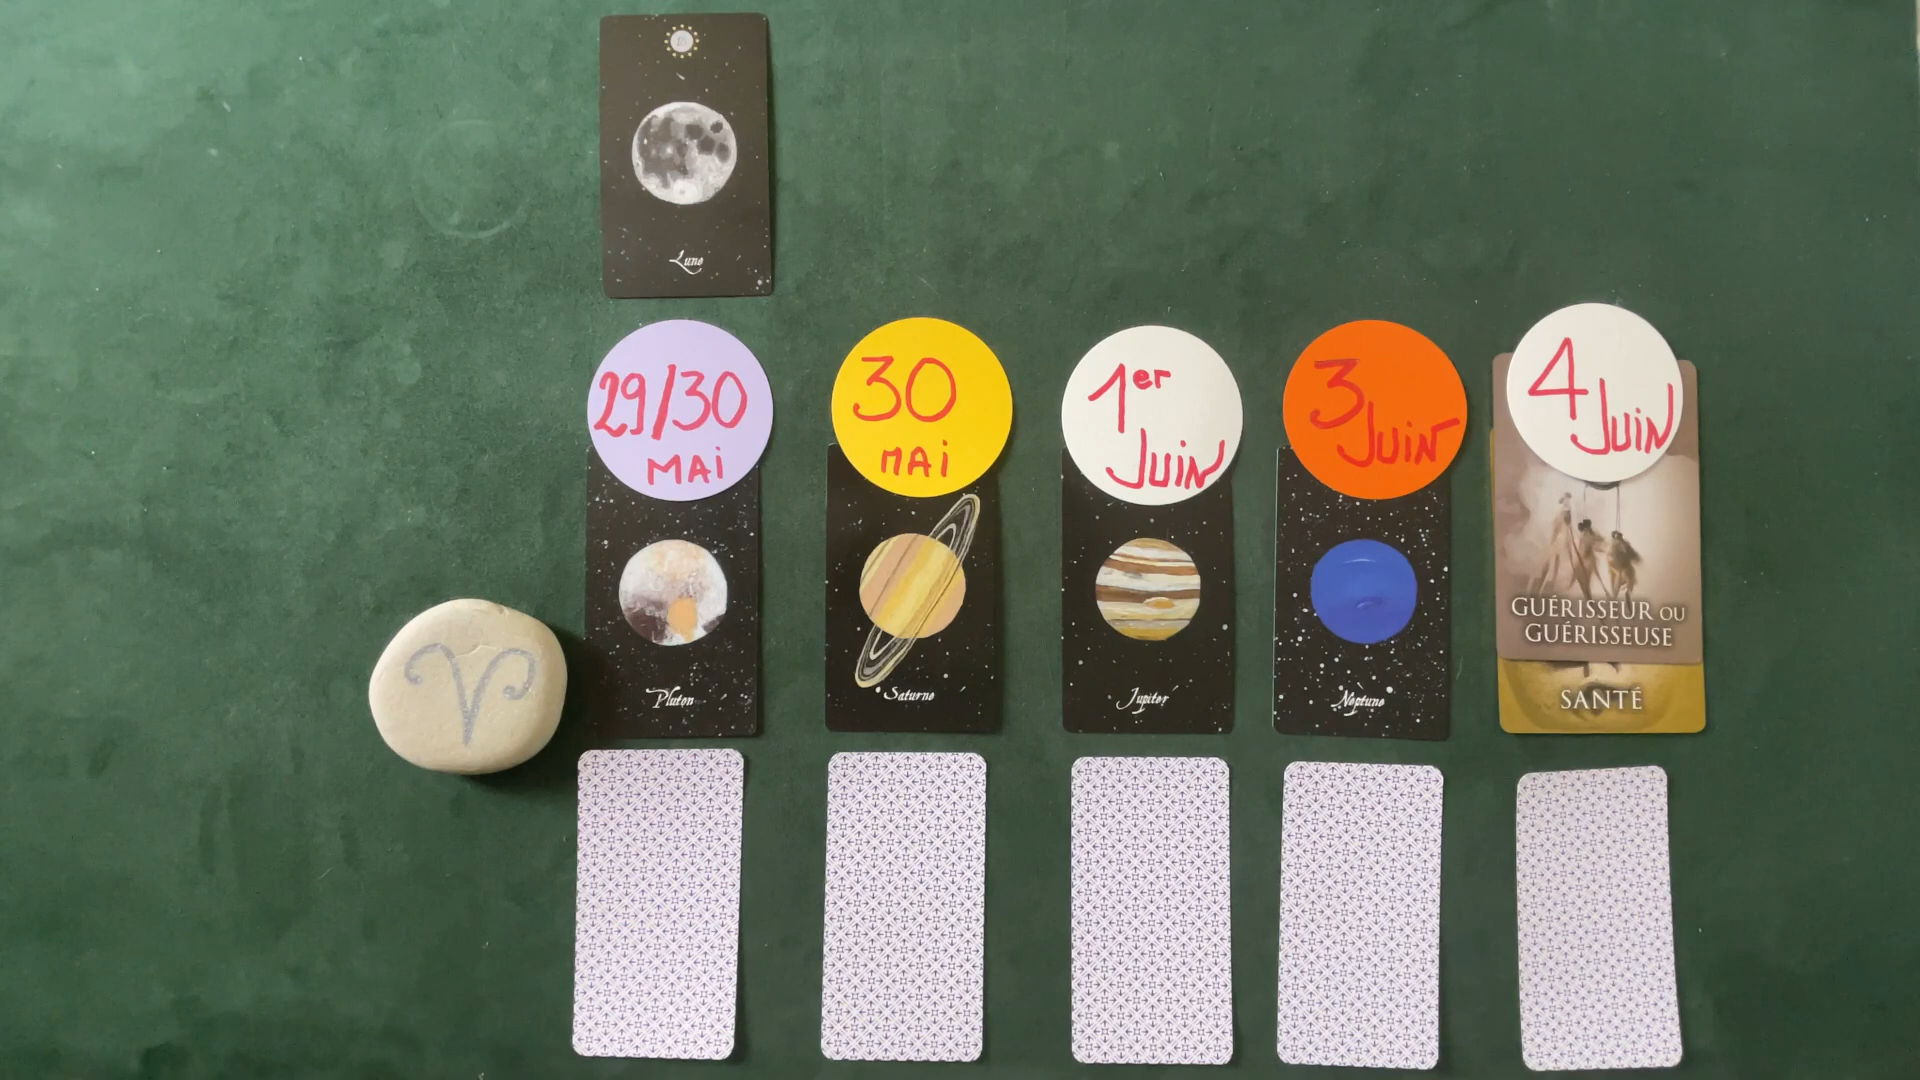 Lune
29/30
MAi
30
MAi
1er
JUiN
3
JUiN
4
JUiN
Pluton
Saturne
Jupiter
Neptune
GUÉRISSEUR OU
GUÉRISSEUSE
SANTÉ